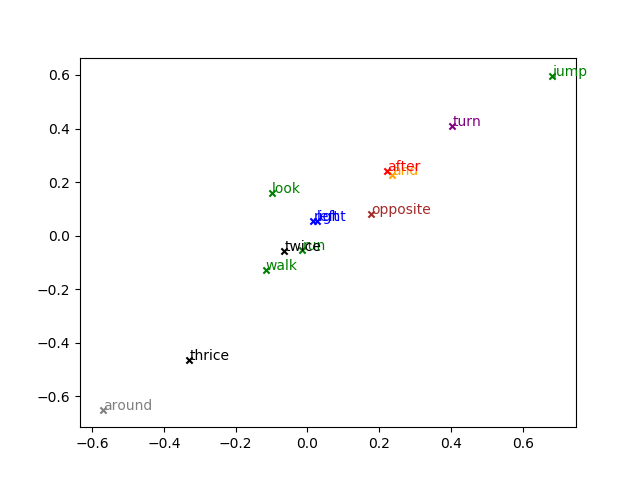 jump
turn
after
and
look
opposite
right
left
twice
run
walk
thrice
around
0.6
0.4
0.2
0.0
−0.2
−0.4
−0.6
−0.6
−0.4
−0.2
0.0
0.2
0.4
0.6